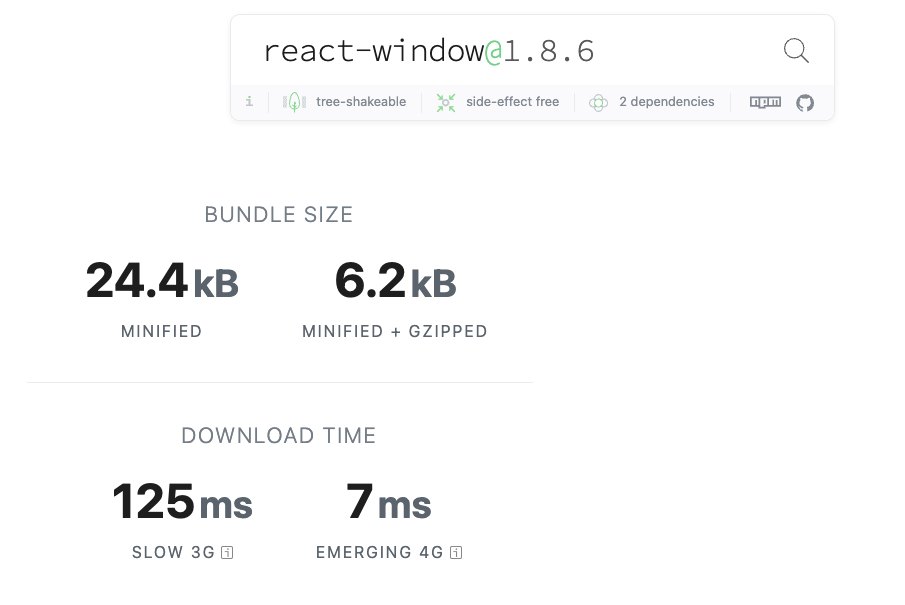 react-window@1.8.6
i tree-shakeable side-effect free 2 dependencies npm
BUNDLE SIZE
24.4 kB 6.2 kB
MINIFIED MINIFIED + GZIPPED
DOWNLOAD TIME
125 ms 7 ms
SLOW 3G i EMERGING 4G i